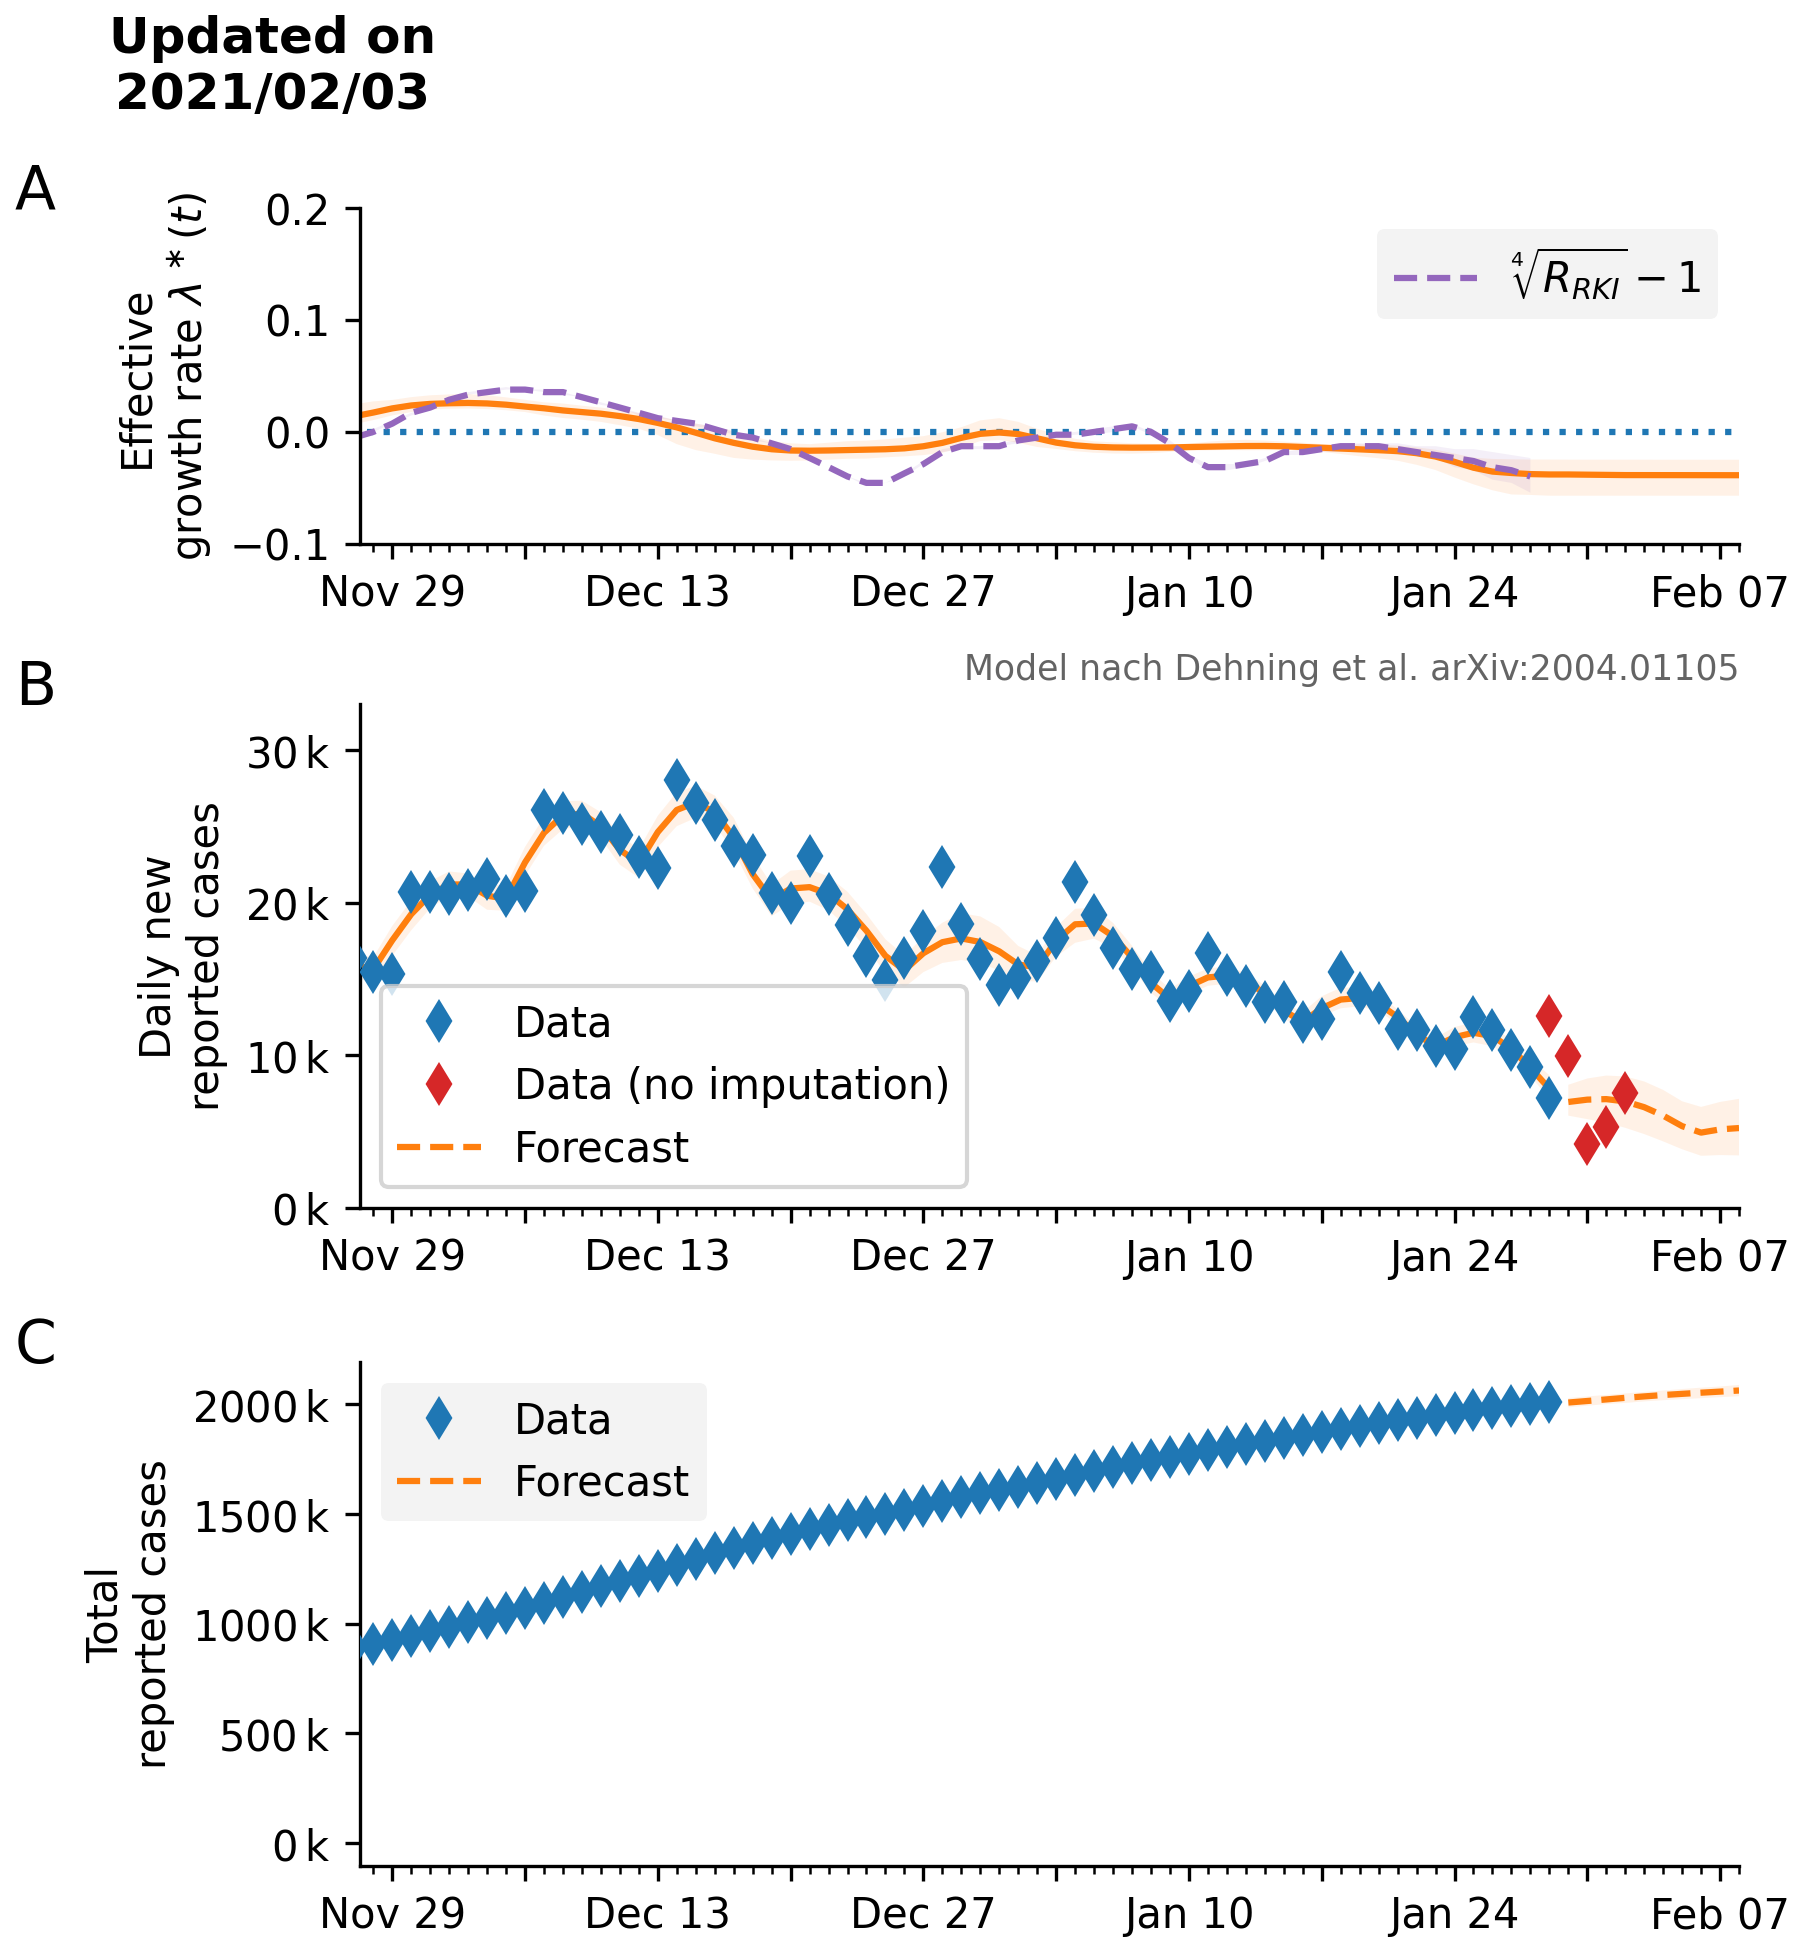 Updated on
2021/02/03
A
Effective
growth rate λ * (t)
0.2
0.1
0.0
−0.1
∜R_RKI − 1
Nov 29 Dec 13 Dec 27 Jan 10 Jan 24 Feb 07
B
Model nach Dehning et al. arXiv:2004.01105
Daily new
reported cases
30 k
20 k
10 k
0 k
Data
Data (no imputation)
Forecast
Nov 29 Dec 13 Dec 27 Jan 10 Jan 24 Feb 07
C
Total
reported cases
2000 k
1500 k
1000 k
500 k
0 k
Data
Forecast
Nov 29 Dec 13 Dec 27 Jan 10 Jan 24 Feb 07